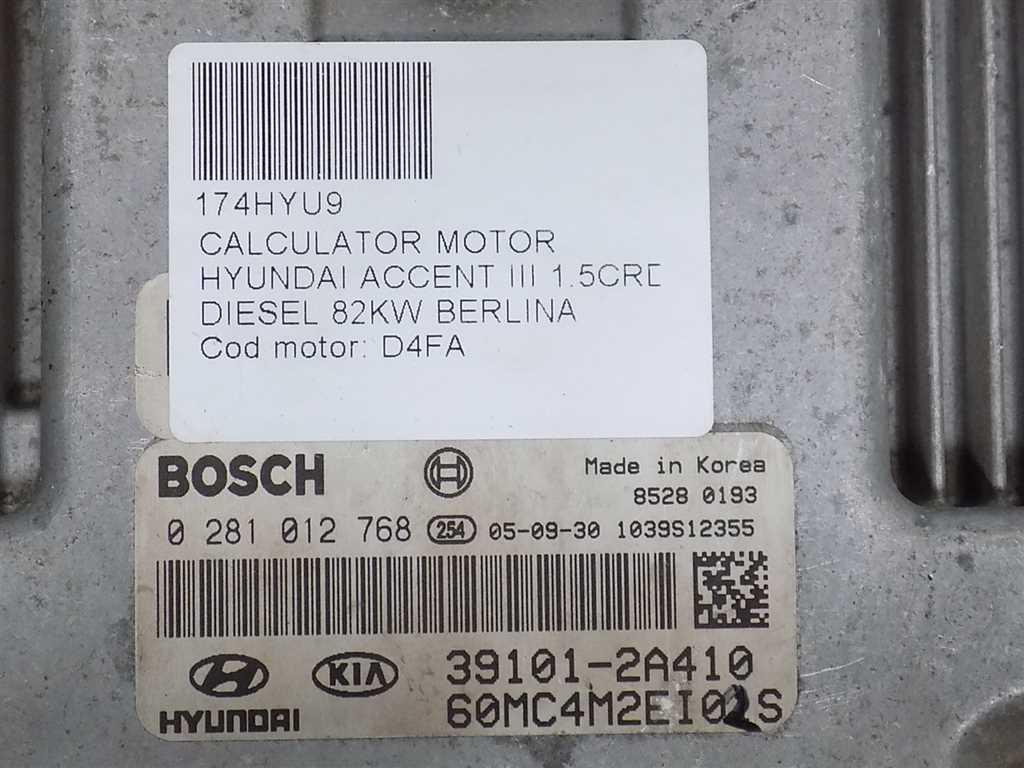 174HYU9
CALCULATOR MOTOR
HYUNDAI ACCENT III 1.5CRD
DIESEL 82KW BERLINA
Cod motor: D4FA
BOSCH Made in Korea
8528 0193
0 281 012 768 254 05-09-30 1039S12355
KIA 39101-2A410
HYUNDAI